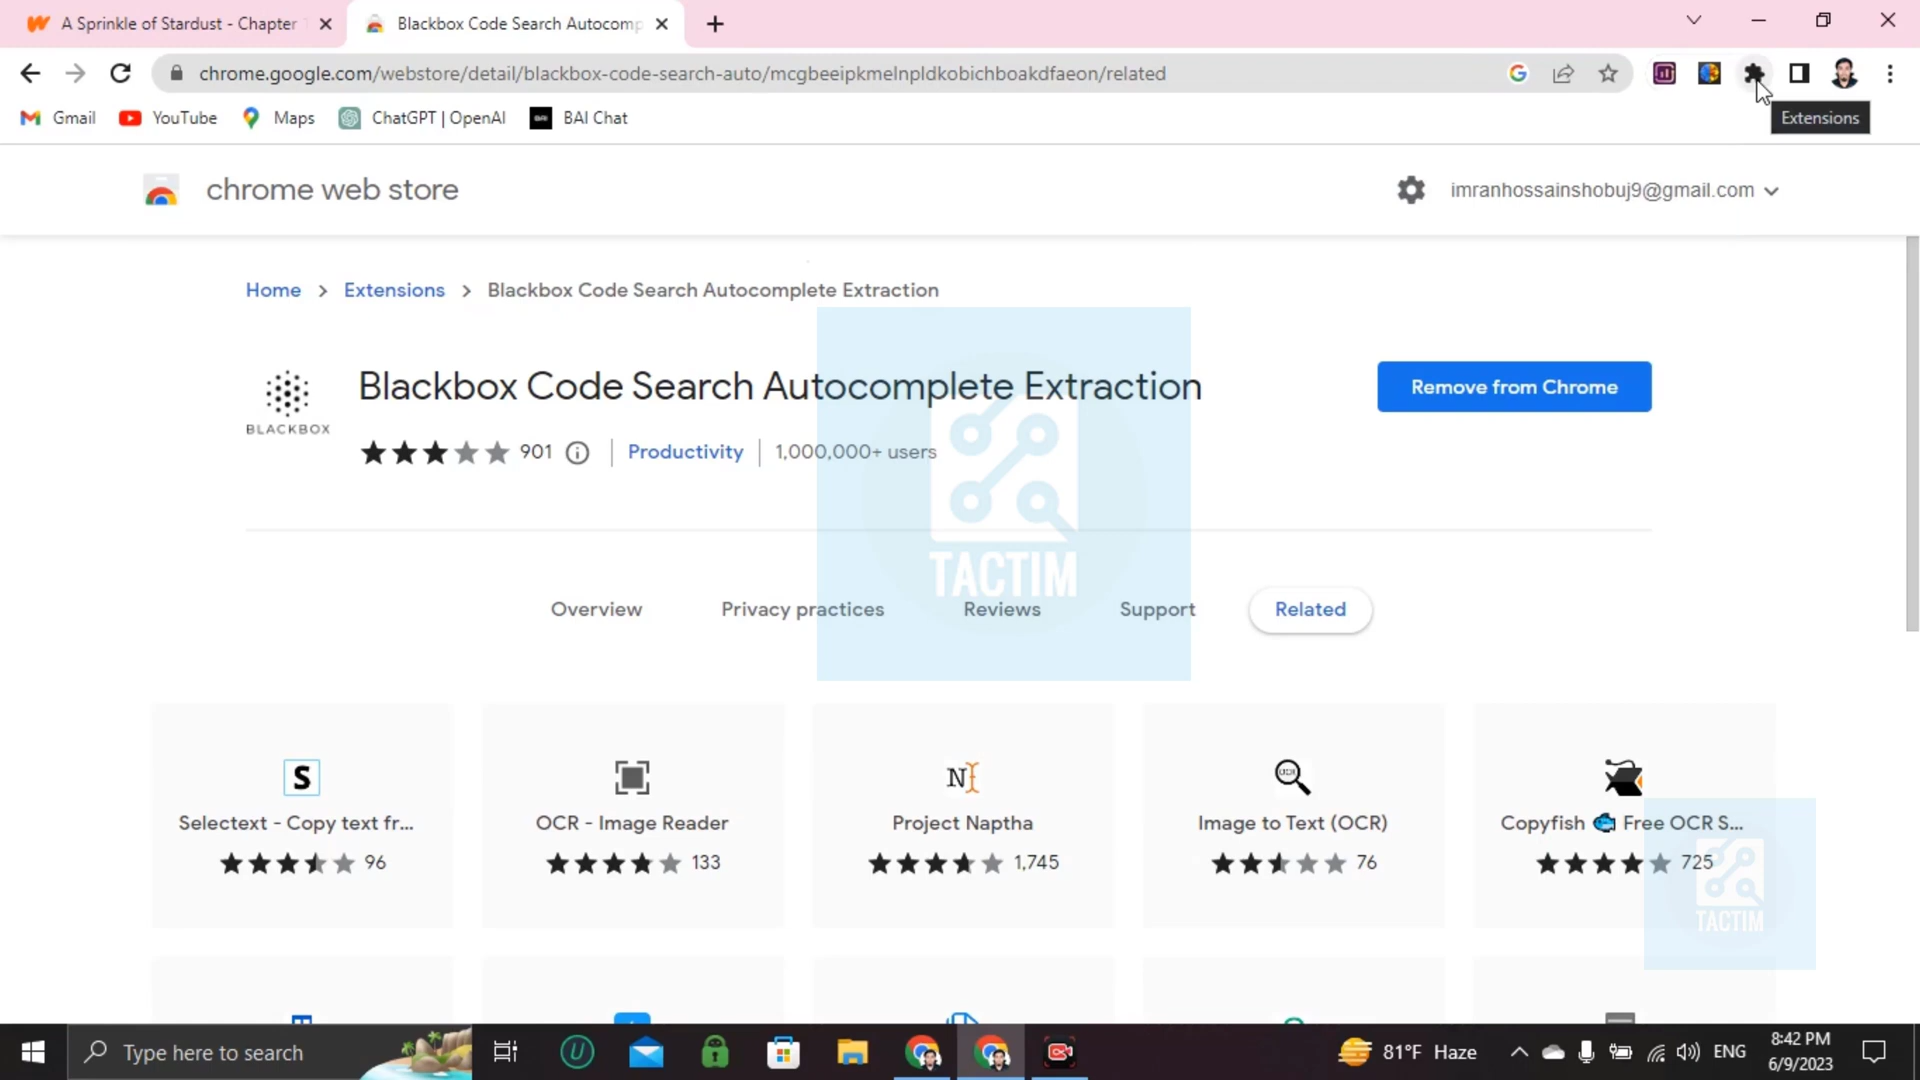 A Sprinkle of Stardust - Chapter
Blackbox Code Search Autocomp
chrome.google.com/webstore/detail/blackbox-code-search-auto/mcgbeeipkmelnpldkobichboakdfaeon/related
Gmail
YouTube
Maps
ChatGPT | OpenAI
BAI Chat
Extensions
chrome web store
imranhossainshobuj9@gmail.com
Home > Extensions > Blackbox Code Search Autocomplete Extraction
BLACKBOX
Blackbox Code Search Autocomplete Extraction
Remove from Chrome
901
Productivity
1,000,000+ users
TACTIM
Overview
Privacy practices
Reviews
Support
Related
Selectext - Copy text fr...
OCR - Image Reader
Project Naptha
Image to Text (OCR)
Copyfish Free OCR S...
96
133
1,745
76
725
TACTIM
Type here to search
81°F Haze
ENG
8:42 PM
6/9/2023